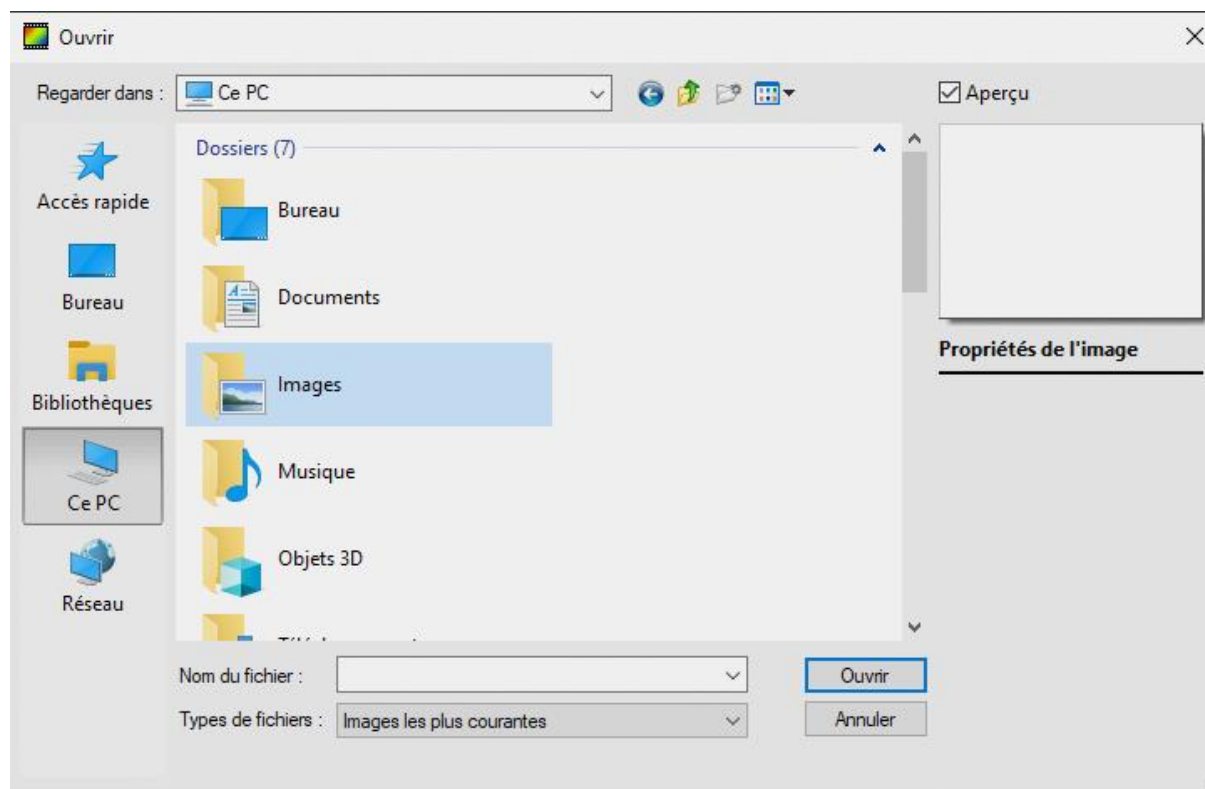 Ouvrir
Regarder dans :
Ce PC
Aperçu
Accès rapide
Bureau
Bibliothèques
Ce PC
Réseau
Dossiers (7)
Bureau
Documents
Images
Musique
Objets 3D
Propriétés de l'image
Nom du fichier :
Ouvrir
Types de fichiers :
Images les plus courantes
Annuler